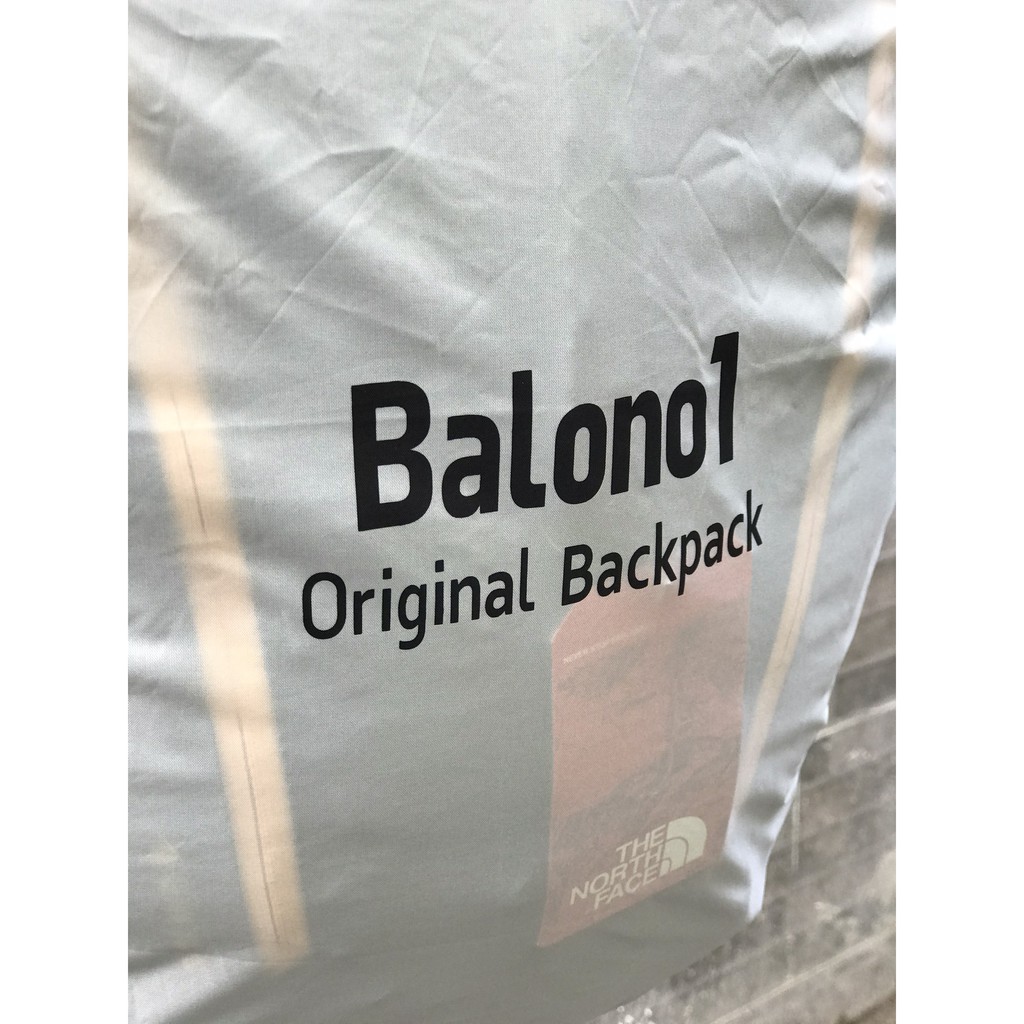 Balono1
Original Backpack
THE
NORTH
FACE